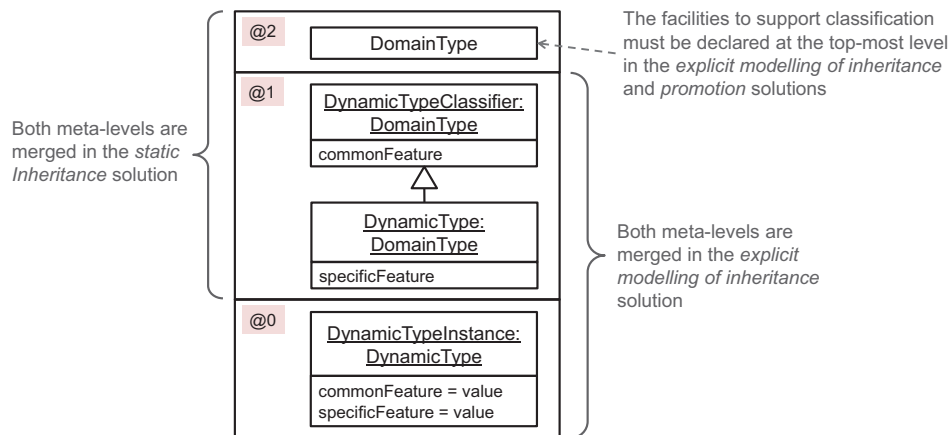 @2
DomainType
The facilities to support classification
must be declared at the top-most level
in the explicit modelling of inheritance
and promotion solutions
@1
DynamicTypeClassifier:
DomainType
commonFeature
Both meta-levels are
merged in the static
Inheritance solution
DynamicType:
DomainType
specificFeature
Both meta-levels are
merged in the explicit
modelling of inheritance
solution
@0
DynamicTypeInstance:
DynamicType
commonFeature = value
specificFeature = value